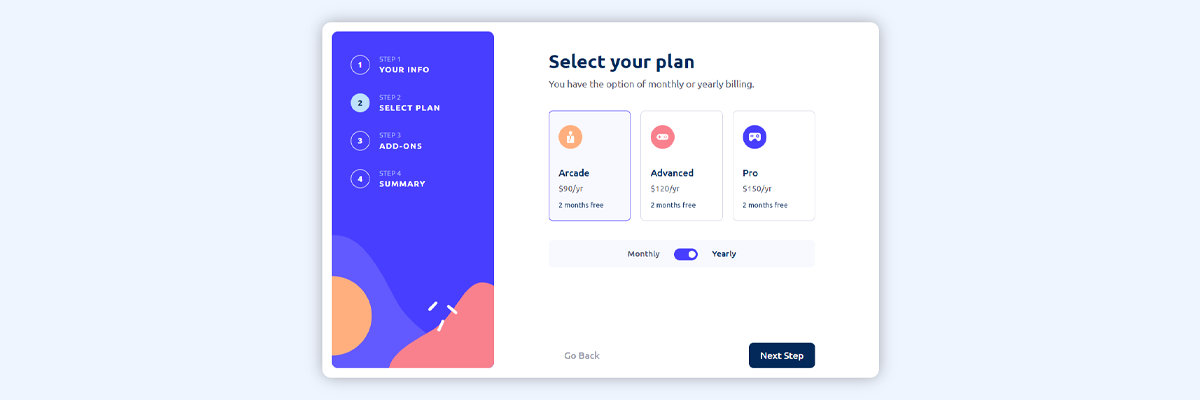 1
STEP 1
YOUR INFO
2
STEP 2
SELECT PLAN
3
STEP 3
ADD-ONS
4
STEP 4
SUMMARY
Select your plan
You have the option of monthly or yearly billing.
Arcade
$90/yr
2 months free
Advanced
$120/yr
2 months free
Pro
$150/yr
2 months free
Monthly
Yearly
Go Back
Next Step